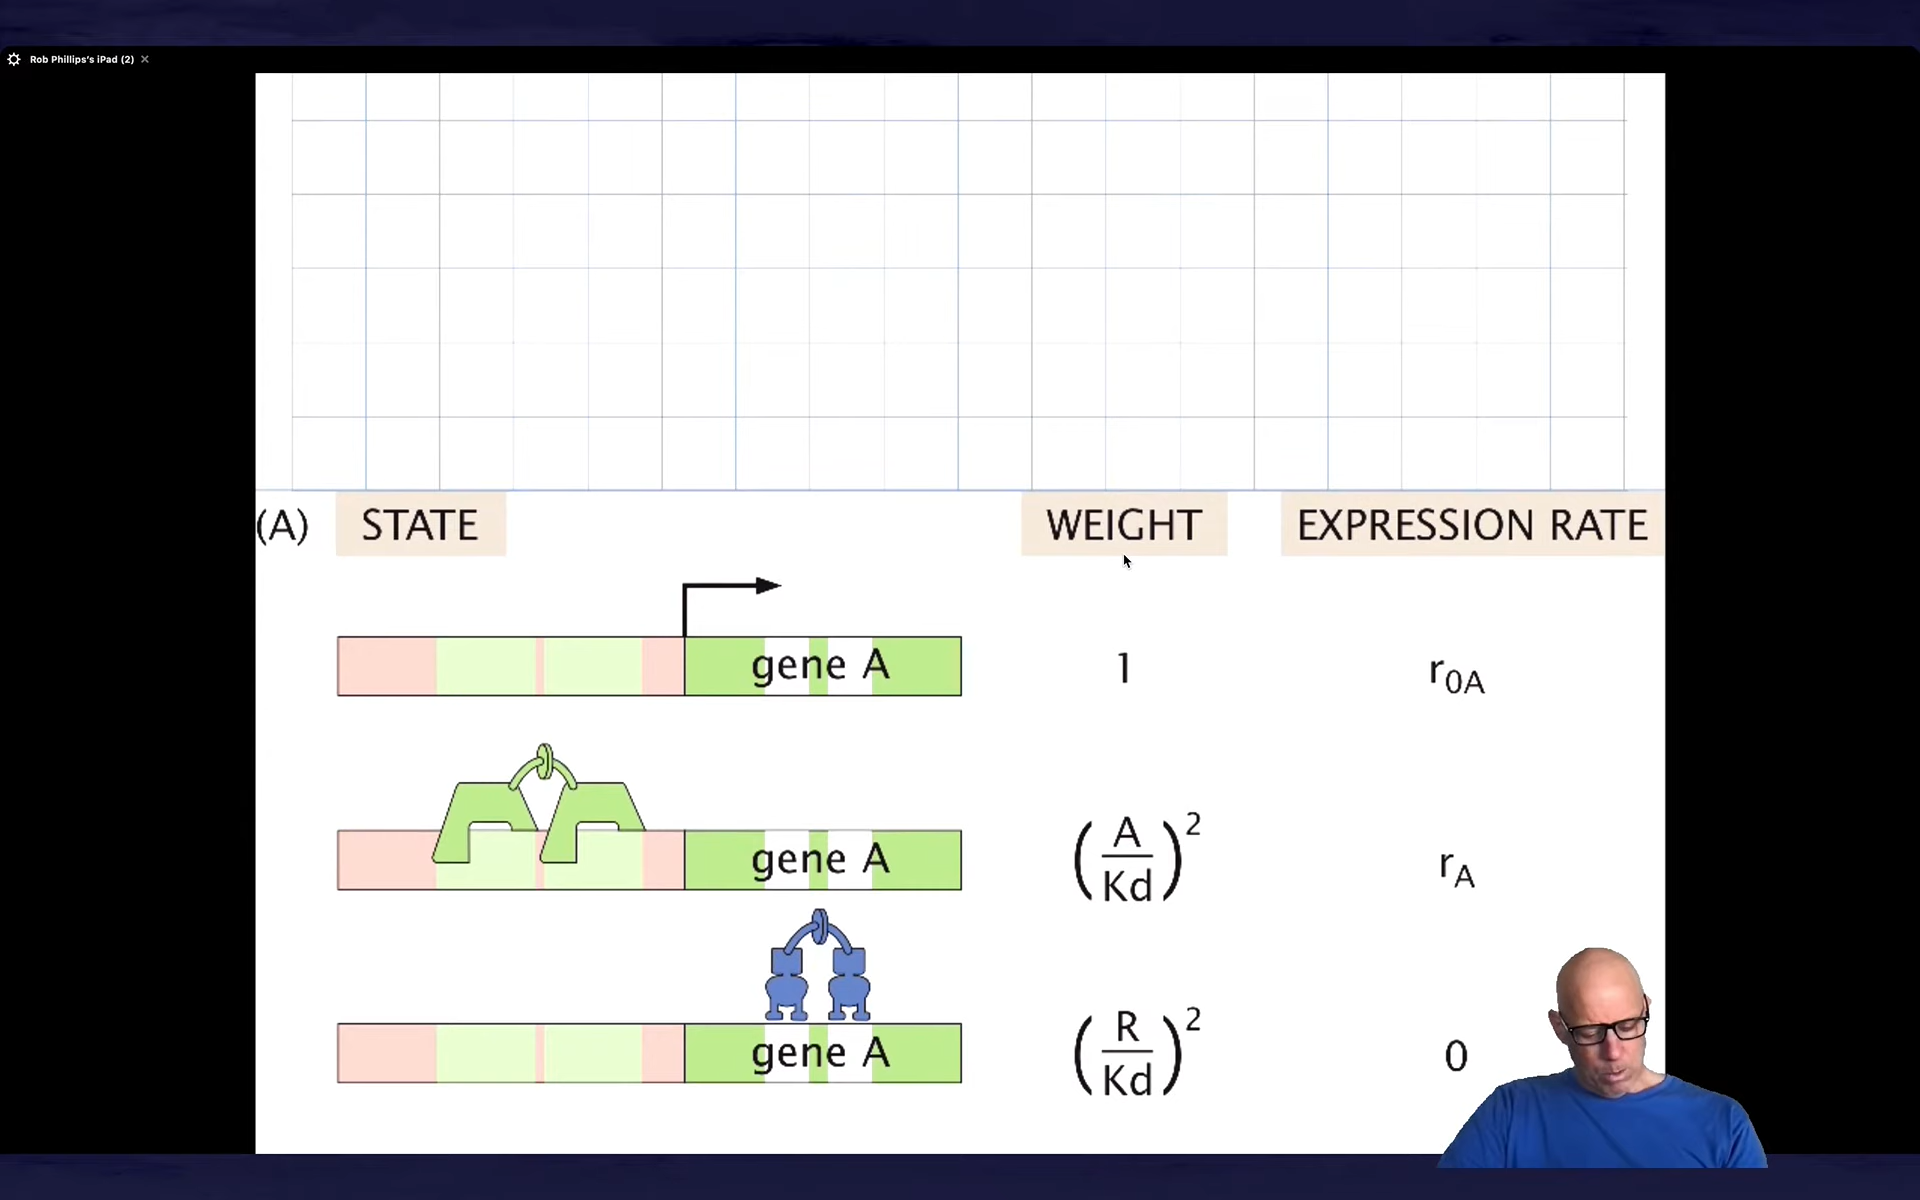 Rob Phillips's iPad (2)
(A) STATE WEIGHT EXPRESSION RATE
gene A 1 r0A
gene A (A/Kd)² rA
gene A (R/Kd)² 0